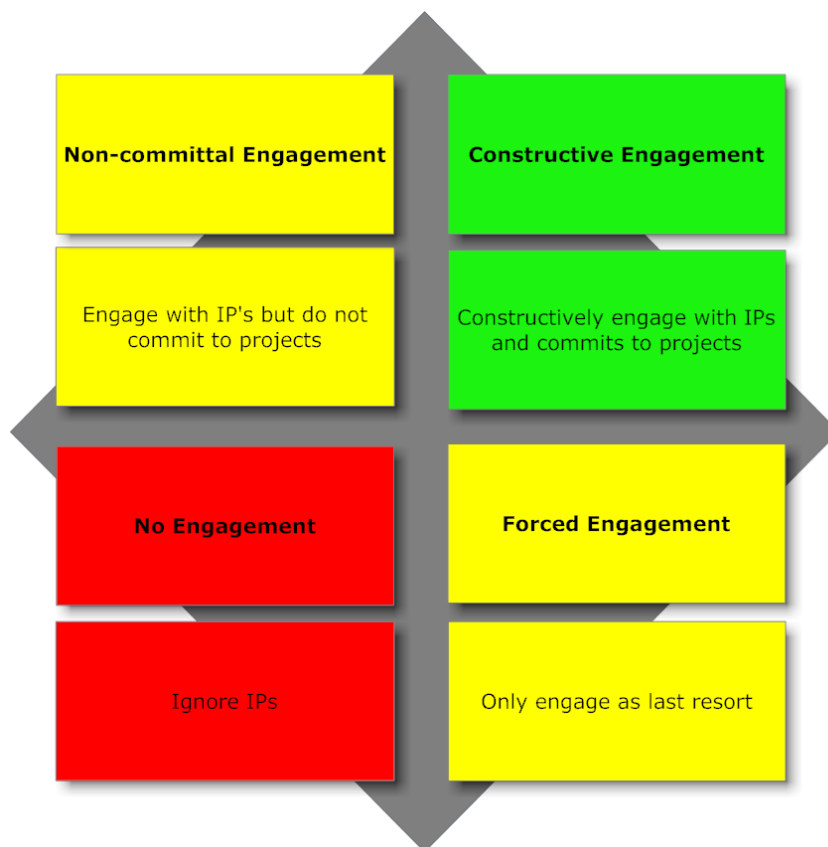 Non-committal Engagement
Constructive Engagement
Engage with IP's but do not
commit to projects
Constructively engage with IPs
and commits to projects
No Engagement
Forced Engagement
Ignore IPs
Only engage as last resort